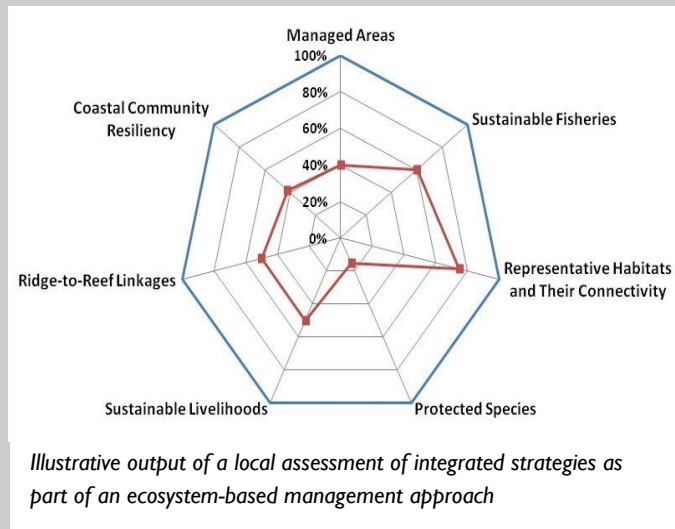 Managed Areas
100%
80%
60%
40%
20%
0%
Sustainable Fisheries
Representative Habitats
and Their Connectivity
Protected Species
Sustainable Livelihoods
Ridge-to-Reef Linkages
Coastal Community
Resiliency
Illustrative output of a local assessment of integrated strategies as
part of an ecosystem-based management approach